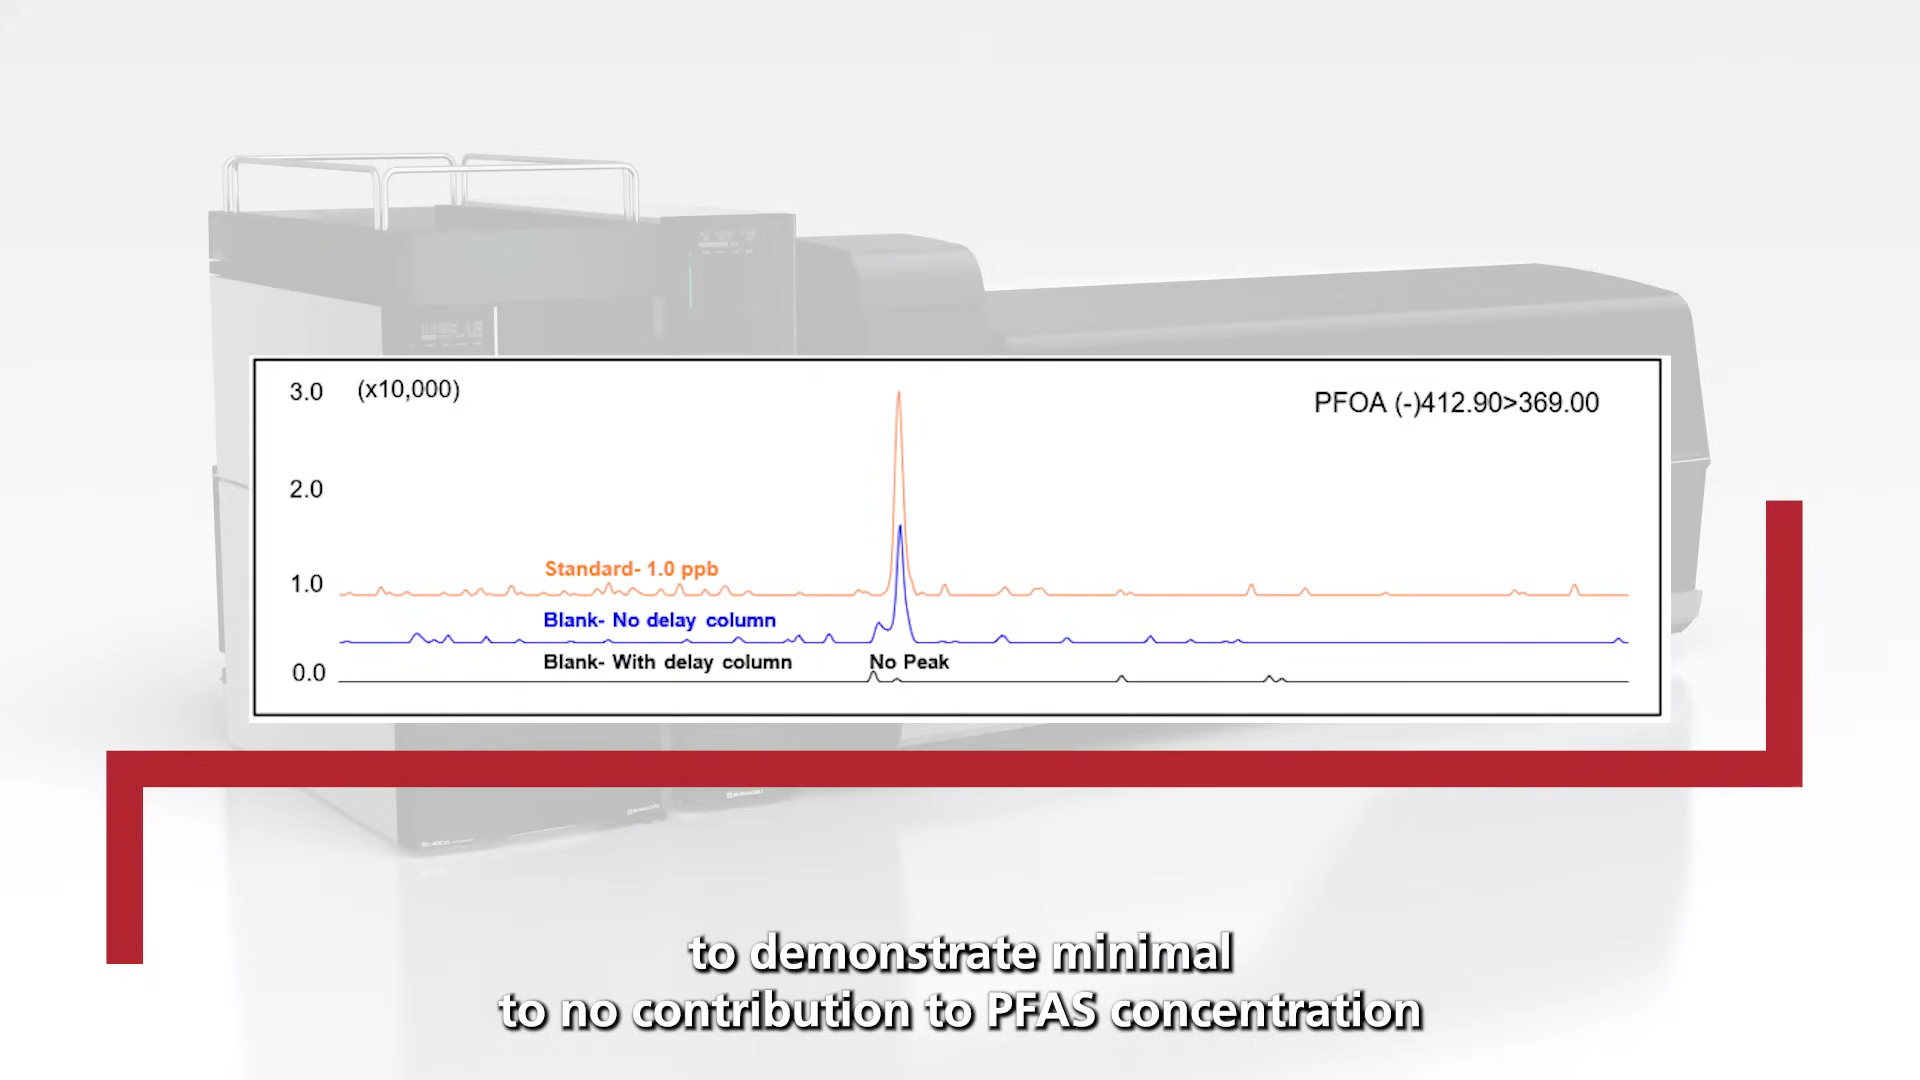 3.0 (x10,000) PFOA (-)412.90>369.00
2.0
Standard- 1.0 ppb
1.0
Blank- No delay column
Blank- With delay column No Peak
0.0
to demonstrate minimal
to no contribution to PFAS concentration